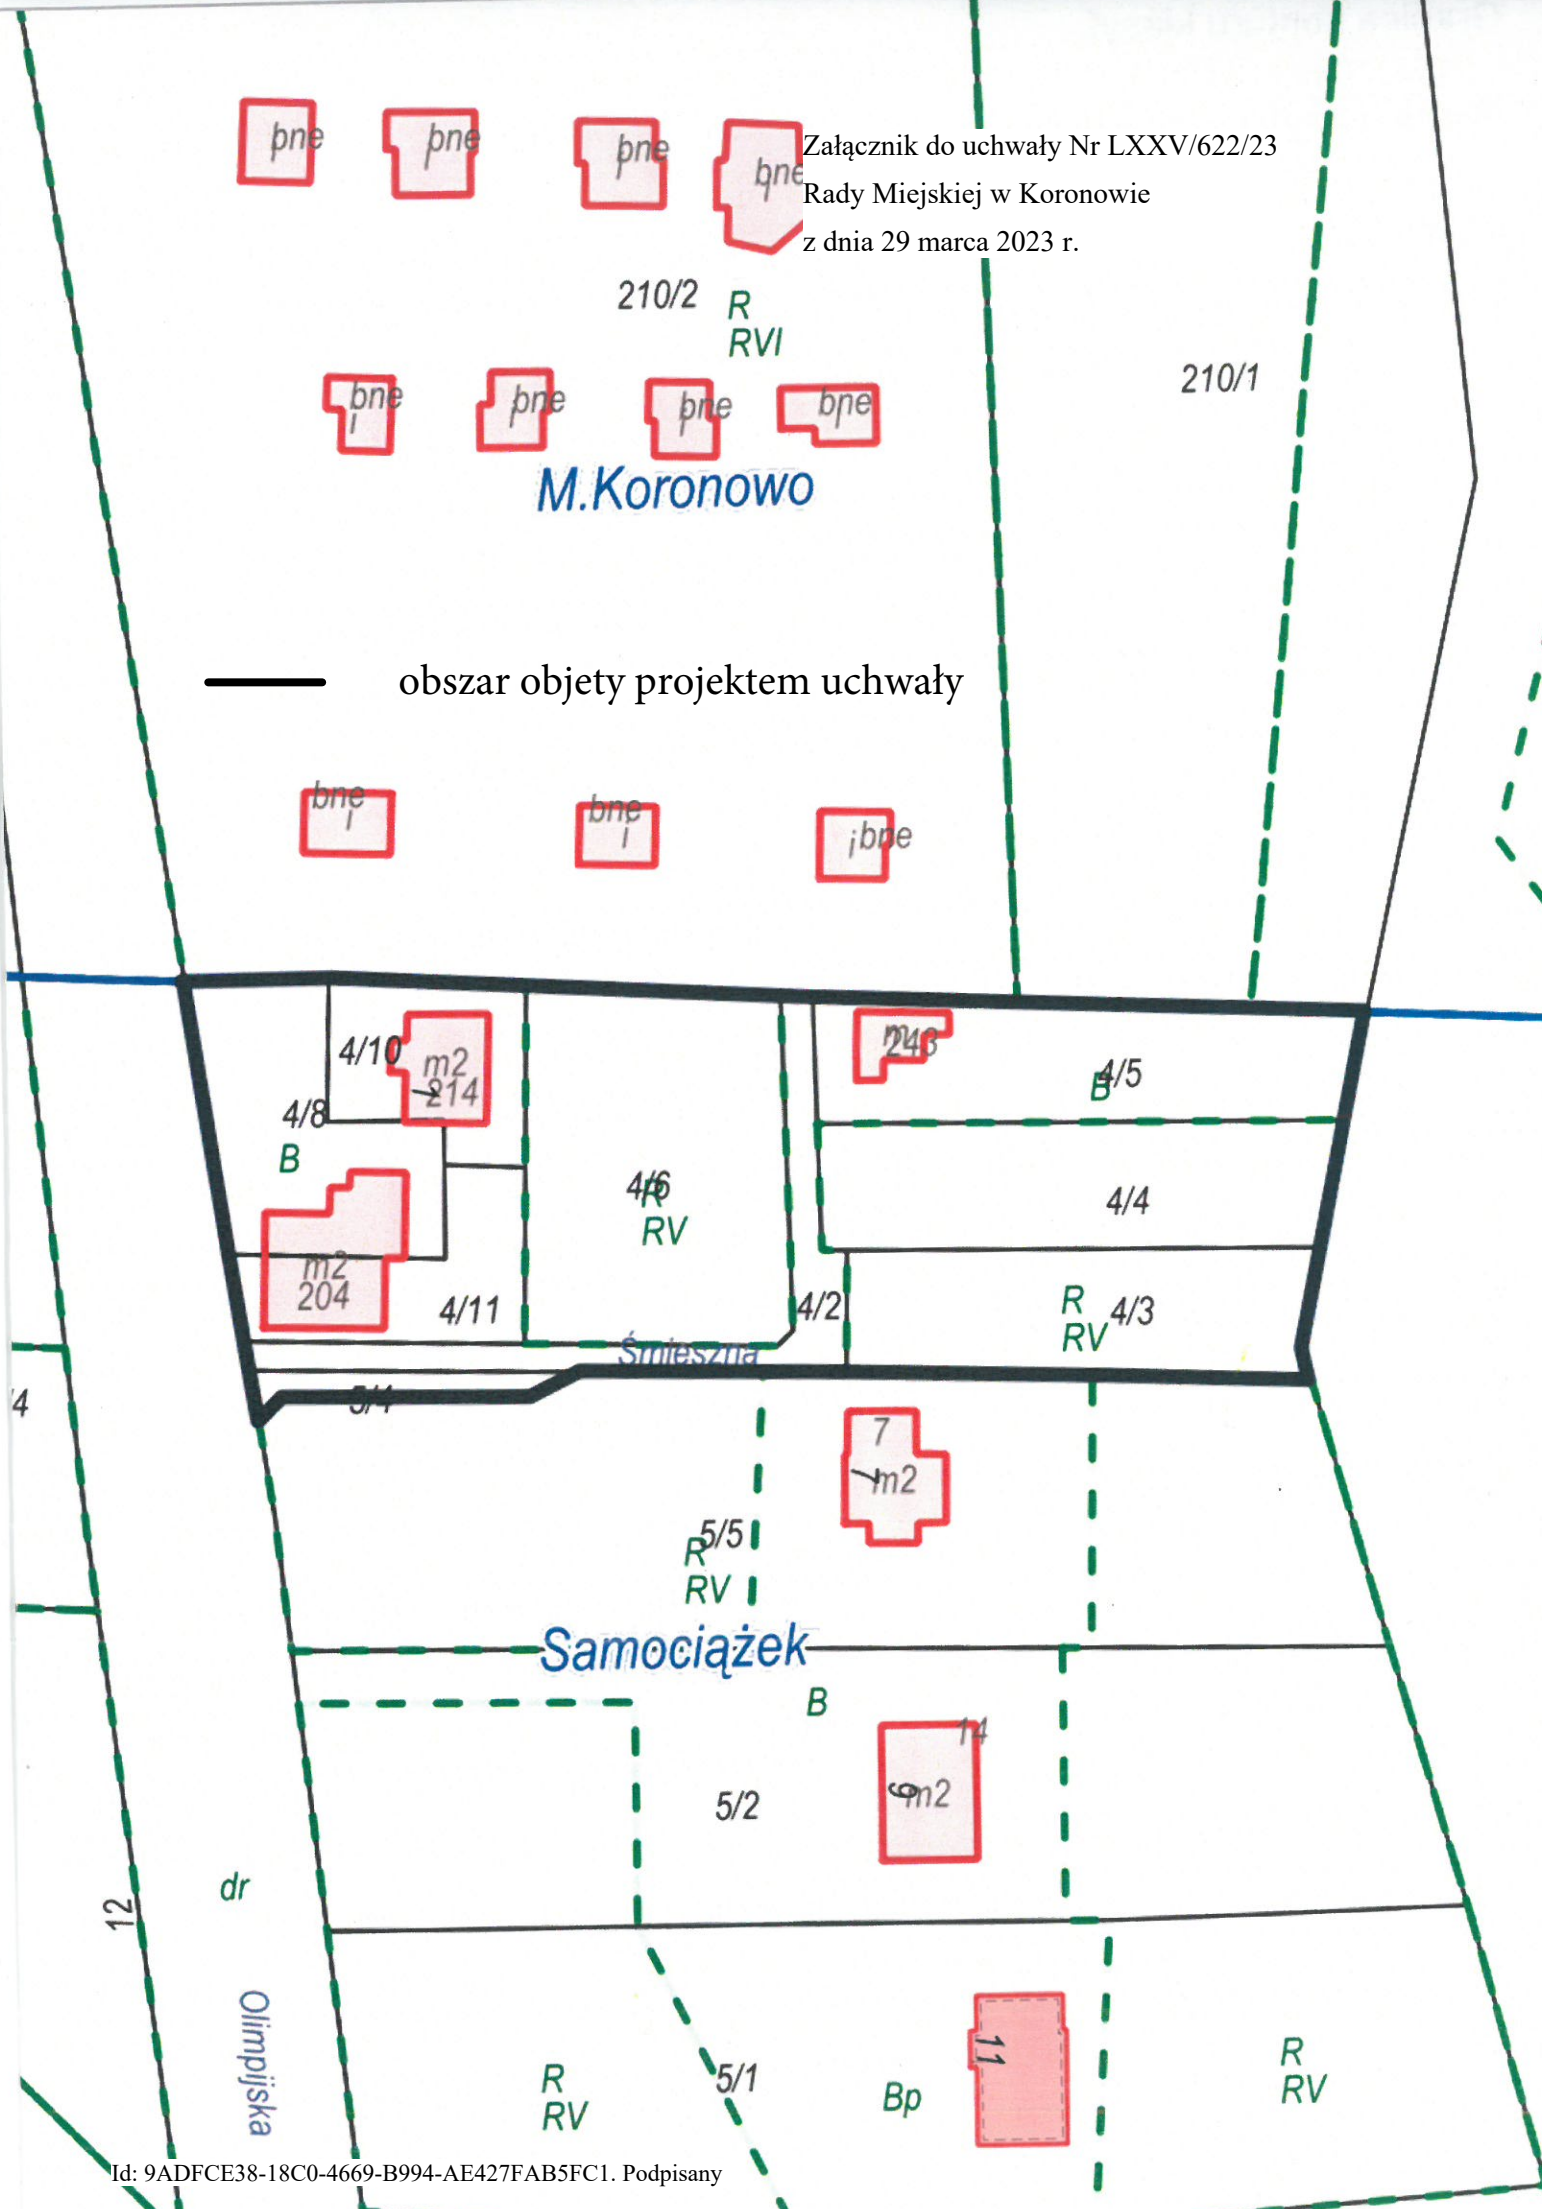 bne
i
bne
i
bne
i
bne
i
Załącznik do uchwały Nr LXXV/622/23
Rady Miejskiej w Koronowie
z dnia 29 marca 2023 r.
210/2
R
RVI
210/1
bne
i
bne
i
bne
i
bne
M.Koronowo
obszar objety projektem uchwały
bne
i
bne
i
i bne
4/10
m2
214
4/8
B
243
4/5
B
4/6
R
RV
4/4
m2
204
4/11
4/2
R
RV
4/3
Śmieszna
5/4
/4
7
m2
5/5
R
RV
Samociążek
B
14
9
m2
5/2
dr
12
Olimpijska
11
R
RV
5/1
Bp
R
RV
Id: 9ADFCE38-18C0-4669-B994-AE427FAB5FC1. Podpisany